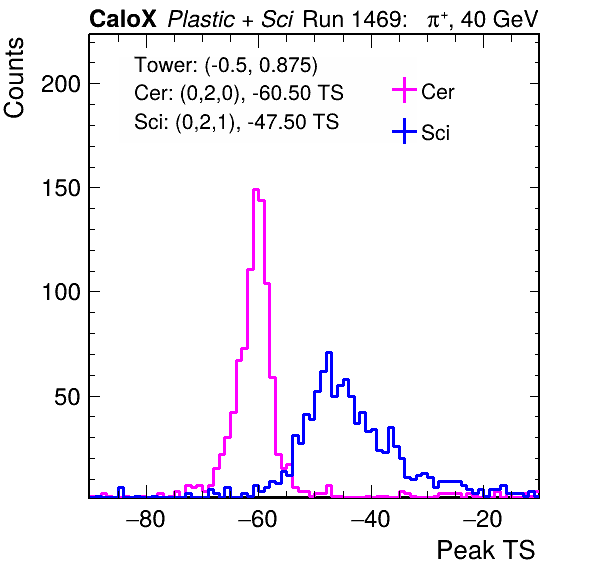 CaloX Plastic + Sci Run 1469: π⁺, 40 GeV
Counts
Tower: (-0.5, 0.875)
Cer: (0,2,0), -60.50 TS
Sci: (0,2,1), -47.50 TS
Cer
Sci
200
150
100
50
−80 −60 −40 −20
Peak TS